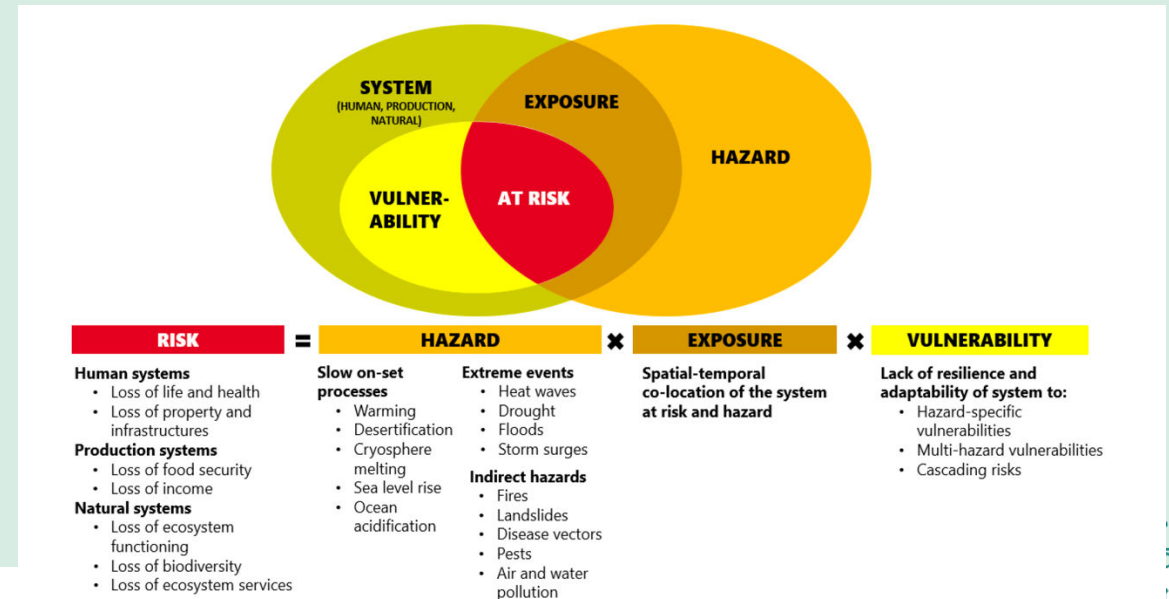 SYSTEM
(HUMAN, PRODUCTION,
NATURAL)
EXPOSURE
HAZARD
VULNER-
ABILITY
AT RISK
RISK = HAZARD ✖ EXPOSURE ✖ VULNERABILITY
Human systems
• Loss of life and health
• Loss of property and
infrastructures
Production systems
• Loss of food security
• Loss of income
Natural systems
• Loss of ecosystem
functioning
• Loss of biodiversity
• Loss of ecosystem services
Slow on-set
processes
• Warming
• Desertification
• Cryosphere
melting
• Sea level rise
• Ocean
acidification
Extreme events
• Heat waves
• Drought
• Floods
• Storm surges
Indirect hazards
• Fires
• Landslides
• Disease vectors
• Pests
• Air and water
pollution
Spatial-temporal
co-location of the system
at risk and hazard
Lack of resilience and
adaptability of system to:
• Hazard-specific
vulnerabilities
• Multi-hazard vulnerabilities
• Cascading risks